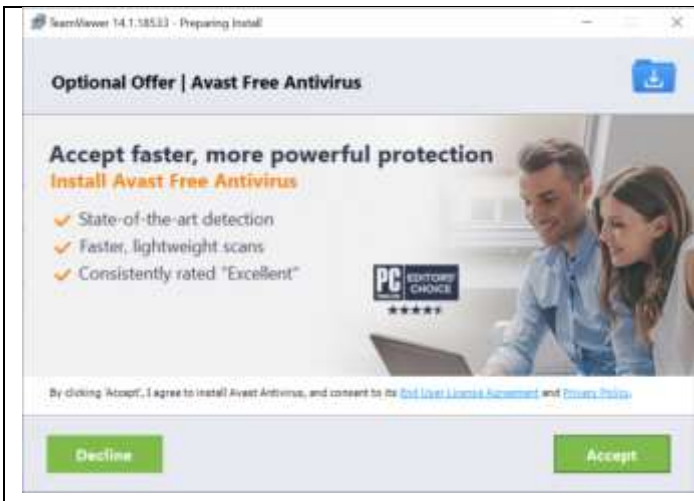 TeamViewer 14.1.18533 - Preparing Install
Optional Offer | Avast Free Antivirus
Accept faster, more powerful protection
Install Avast Free Antivirus
State-of-the-art detection
Faster, lightweight scans
Consistently rated "Excellent"
PC
EDITORS'
CHOICE
By clicking 'Accept', I agree to install Avast Antivirus, and consent to its End User License Agreement and Privacy Policy.
Decline
Accept